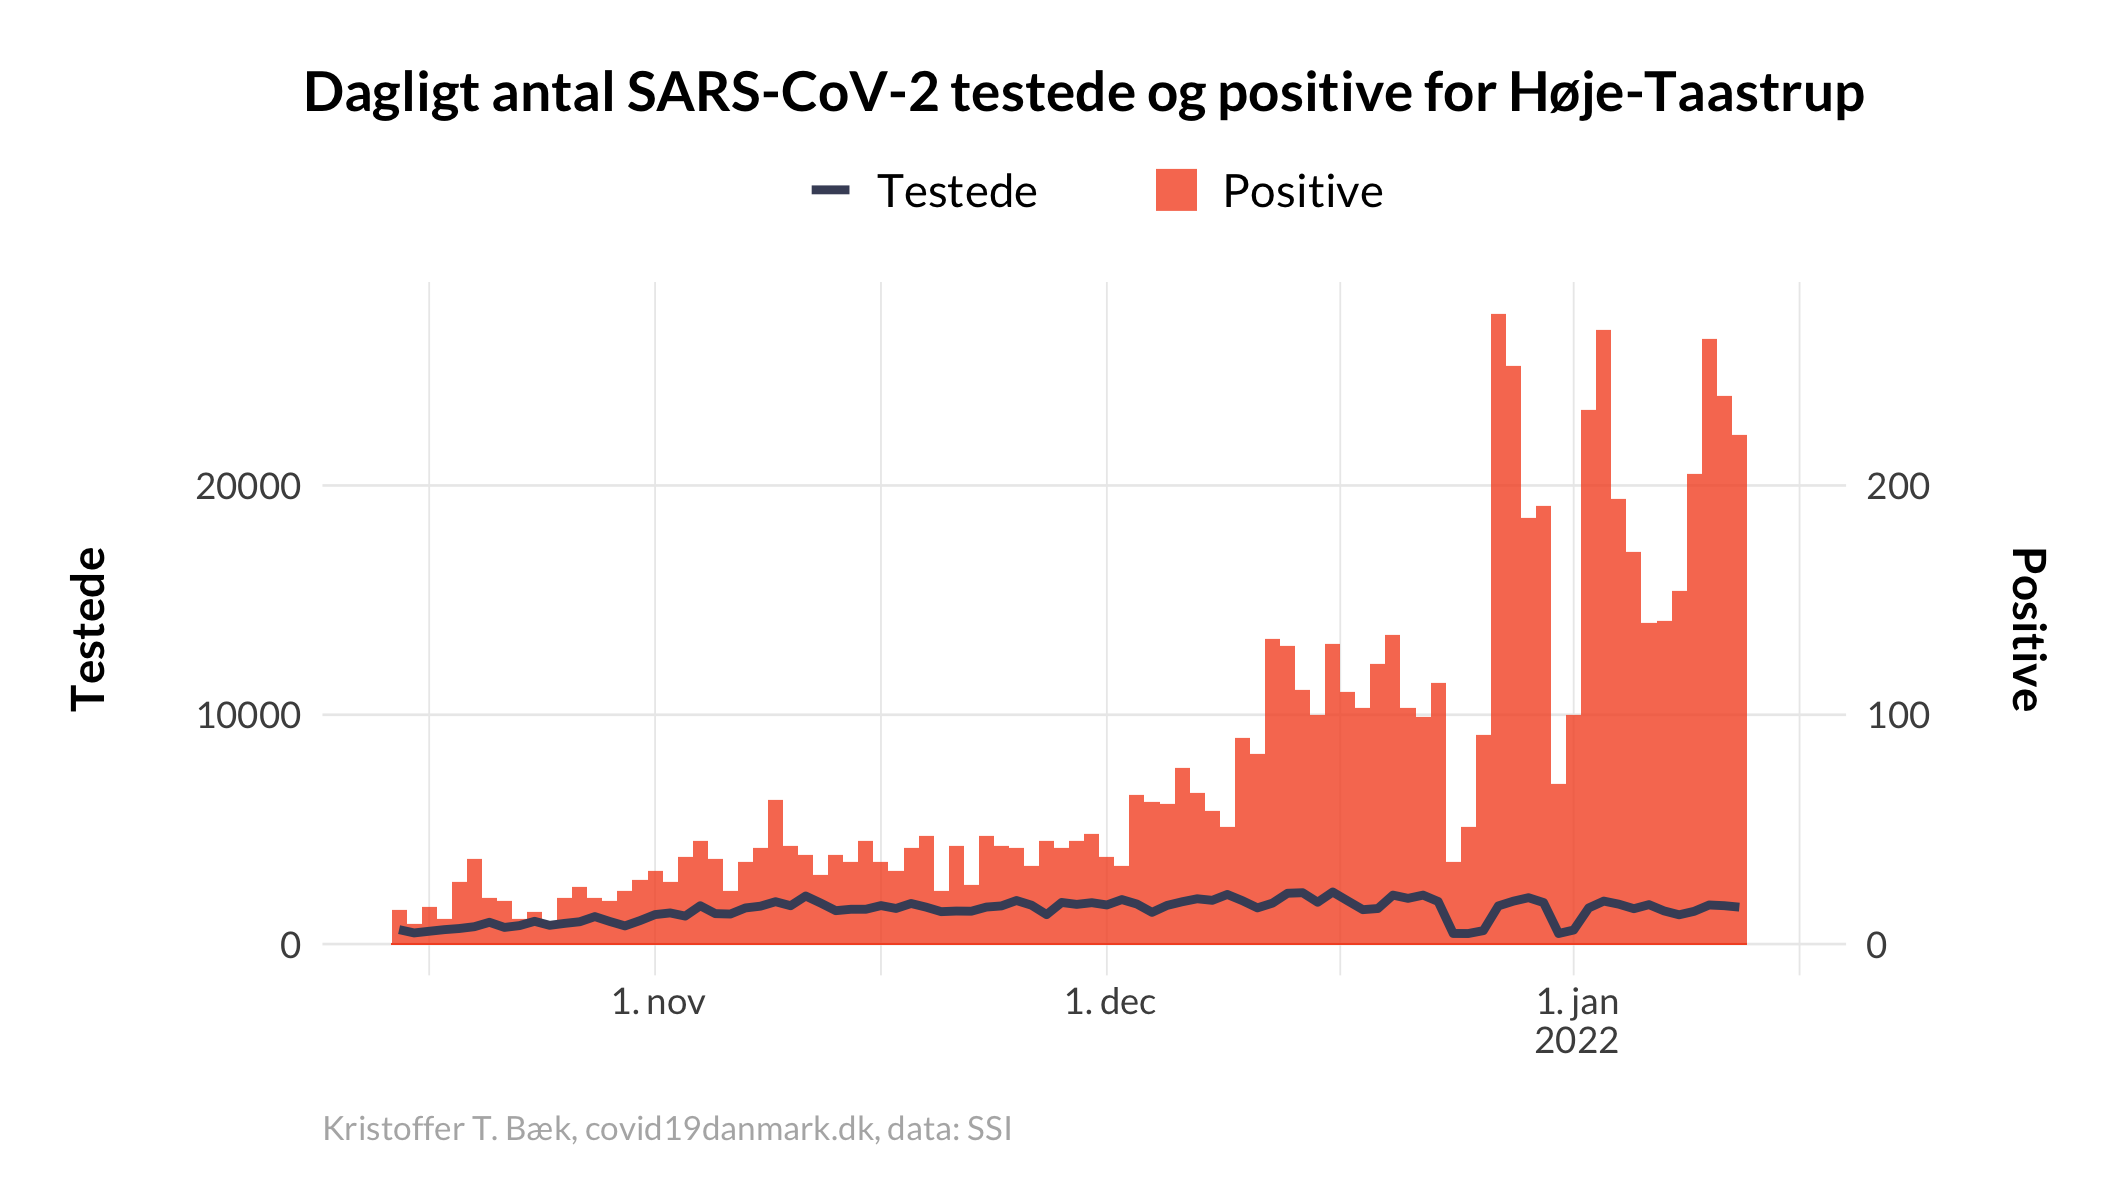 Dagligt antal SARS-CoV-2 testede og positive for Høje-Taastrup
Testede
Positive
20000
10000
0
Testede
200
100
0
Positive
1. nov
1. dec
1. jan
2022
Kristoffer T. Bæk, covid19danmark.dk, data: SSI